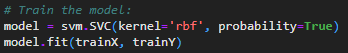 # Train the model:
model = svm.SVC(kernel='rbf', probability=True)
model.fit(trainX, trainY)